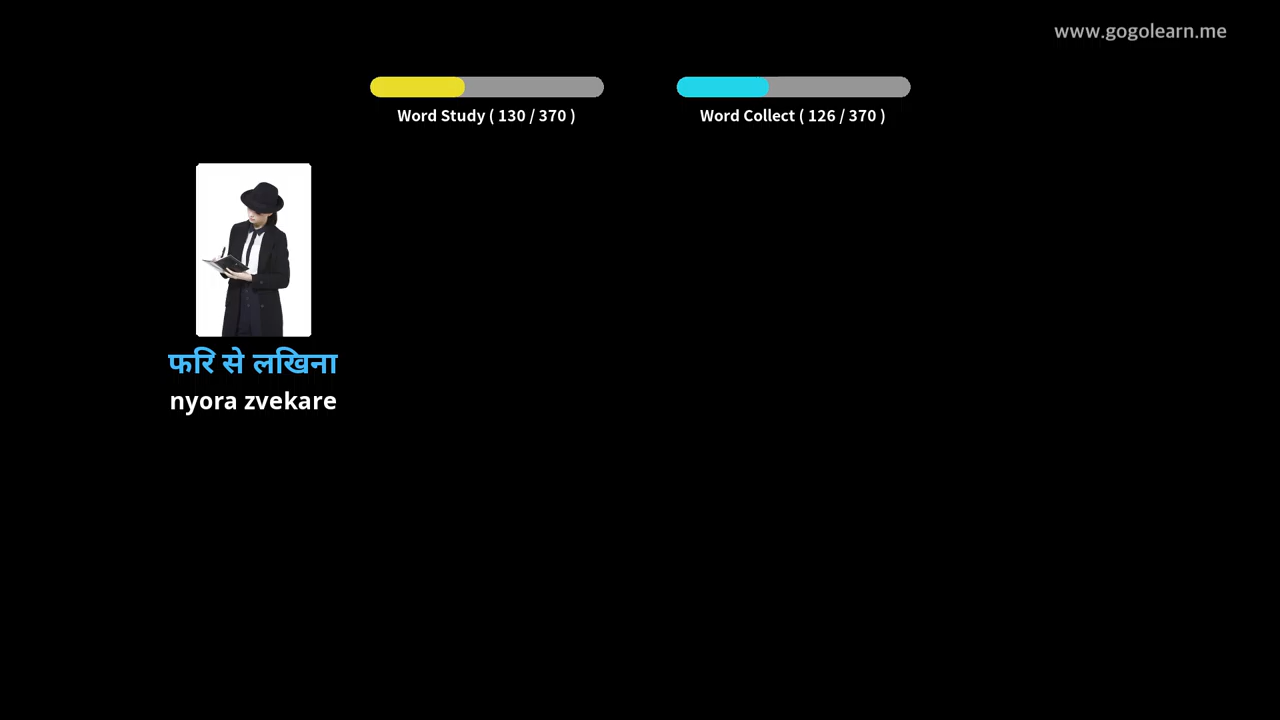 www.gogolearn.me
Word Study ( 130 / 370 )
Word Collect ( 126 / 370 )
फरि से लखिना
nyora zvekare